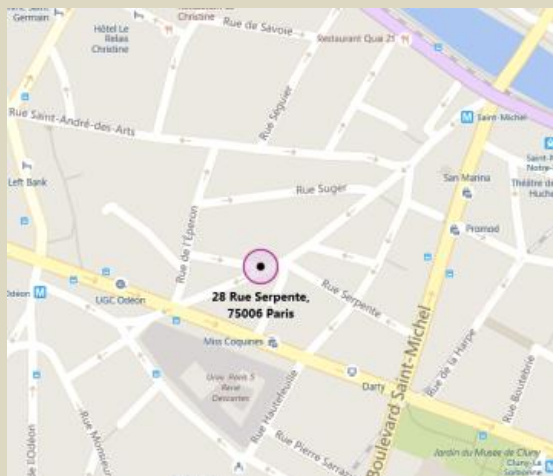 Germain
Hôtel Le
Relais
Christine
Christine
Rue de Savoie
Restaurant Quai 21
Rue Séguier
Rue Saint-André-des-Arts
Saint-Michel
Saint-M
Notre-
Left Bank
Rue Suger
San Marina
Théâtre de
Huche
Promod
Rue de l'Éperon
28 Rue Serpente,
75006 Paris
Odéon
UGC Odéon
Rue Serpente
Miss Coquines
Boulevard Saint-Michel
Rue de la Harpe
Rue Boutebrie
Univ. Paris 5
René
Descartes
Darty
Rue Hautefeuille
Rue Monsieu
de l'Odéon
Rue Pierre Sarraz
Jardin du Musée de Cluny
Cluny-La
Sorbonne